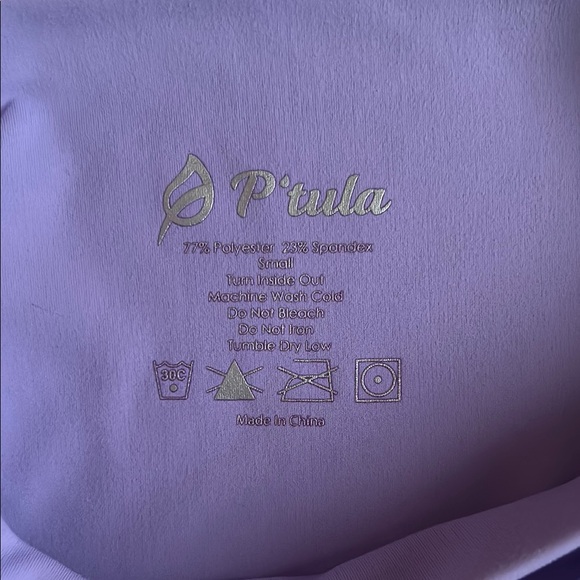 P'tula
77% Polyester 23% Spandex
Small
Turn Inside Out
Machine Wash Cold
Do Not Bleach
Do Not Iron
Tumble Dry Low
30C
Made In China